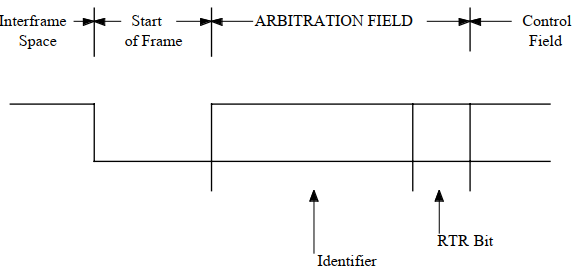 Interframe Space
Start of Frame
ARBITRATION FIELD
Control Field
RTR Bit
Identifier